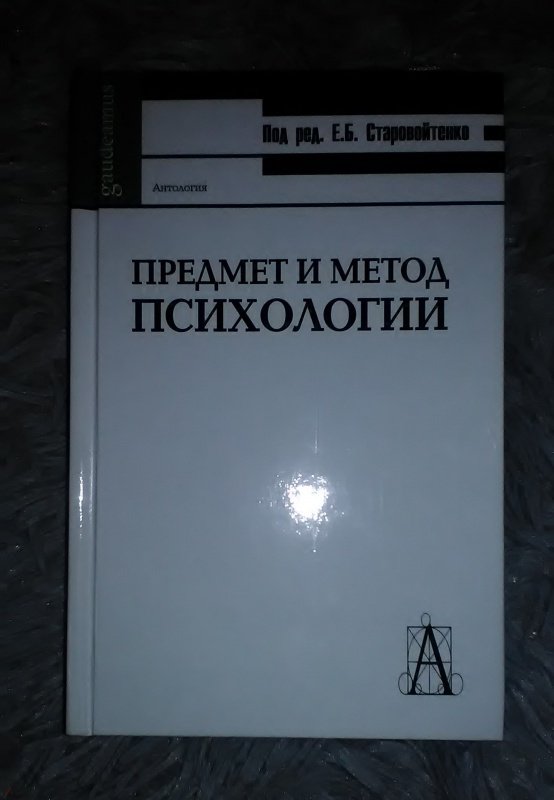 gaudeamus
Под ред. Е.Б. Старовойтенко
Антология
ПРЕДМЕТ И МЕТОД
ПСИХОЛОГИИ
А